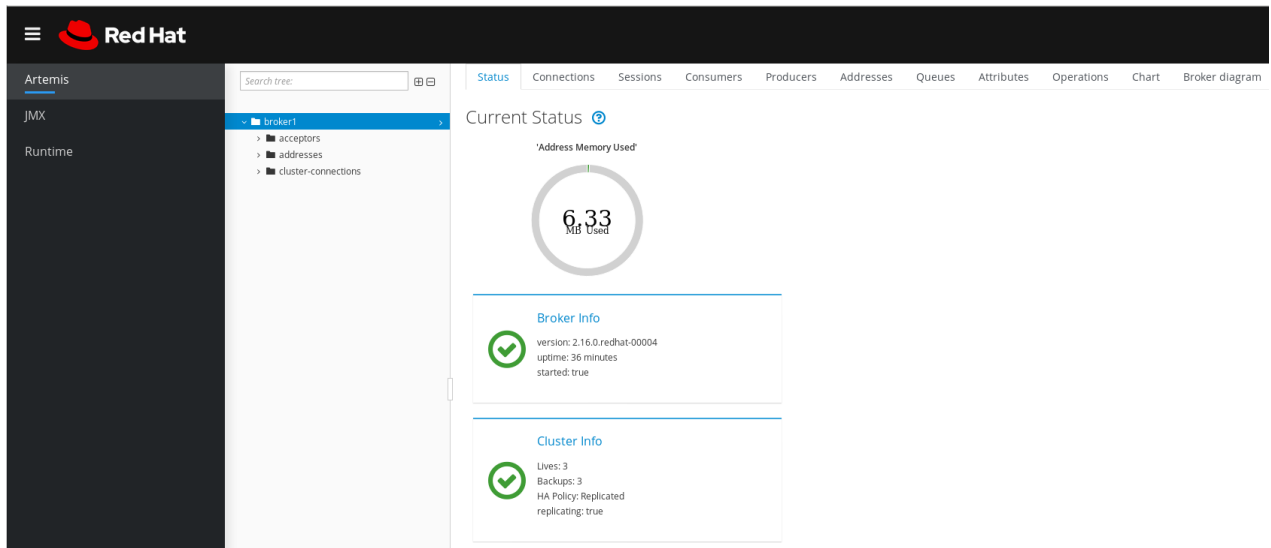 Red Hat
Artemis
JMX
Runtime
Search tree:
broker1
acceptors
addresses
cluster-connections
Status Connections Sessions Consumers Producers Addresses Queues Attributes Operations Chart Broker diagram
Current Status
'Address Memory Used'
6.33
MB Used
Broker Info
version: 2.16.0.redhat-00004
uptime: 36 minutes
started: true
Cluster Info
Lives: 3
Backups: 3
HA Policy: Replicated
replicating: true